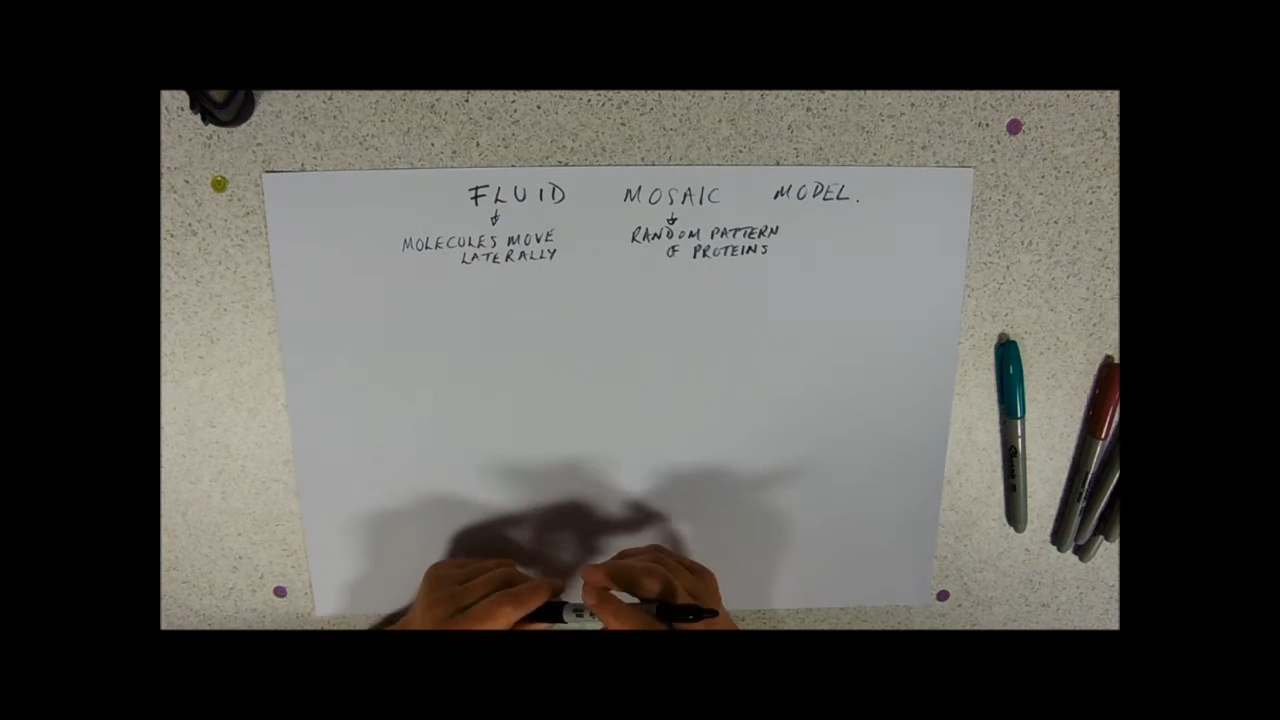 FLUID MOSAIC MODEL.
MOLECULES MOVE
LATERALLY
RANDOM PATTERN
OF PROTEINS